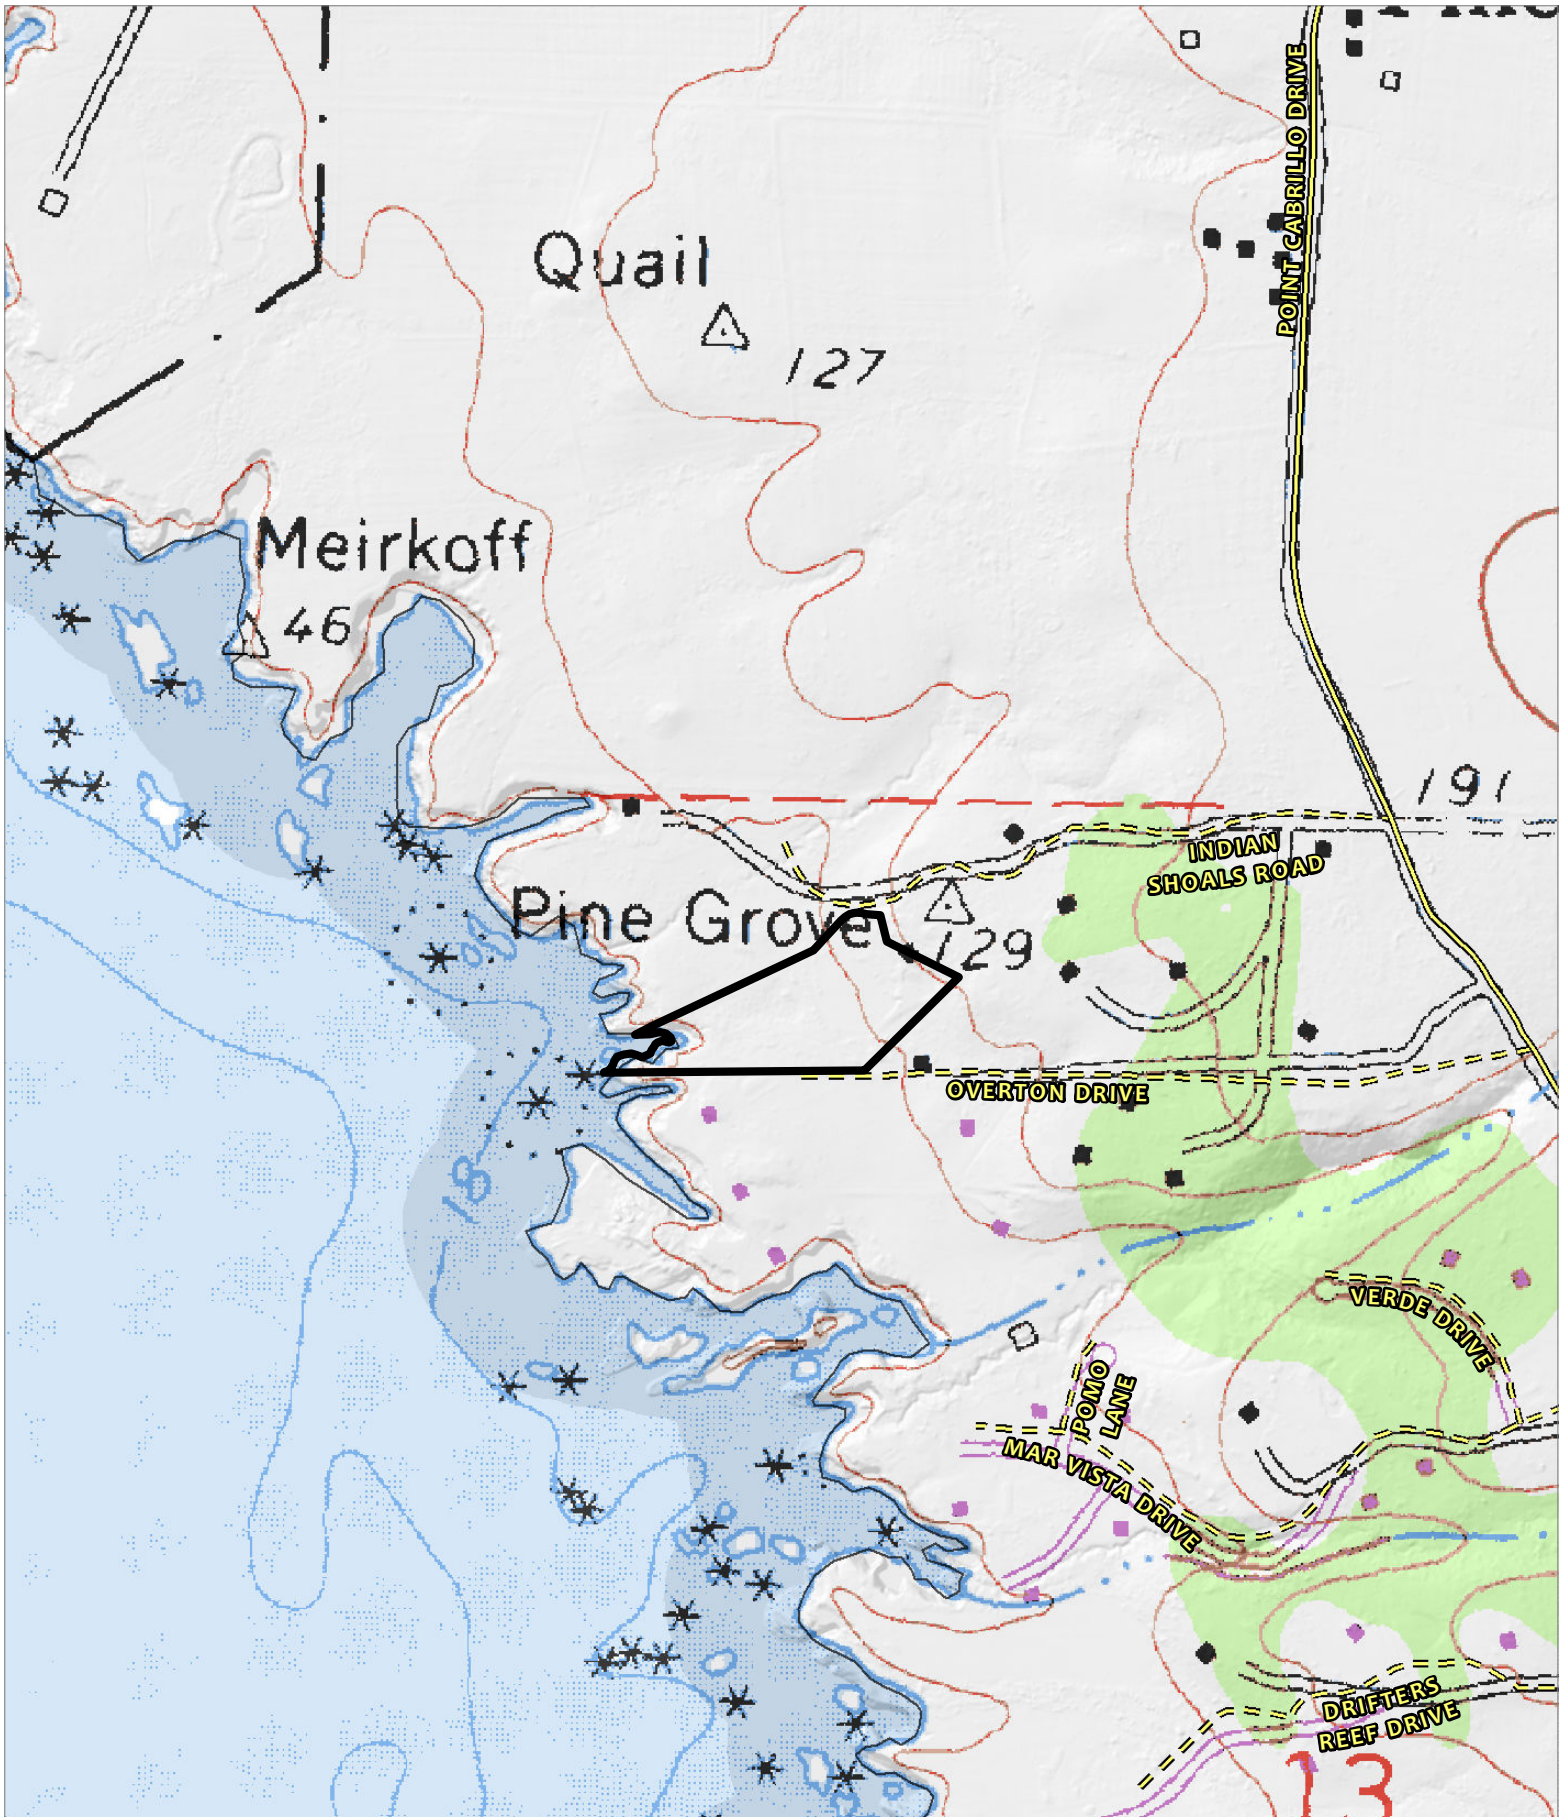 POINT CABRILLO DRIVE
Quail
127
Meirkoff
46
191
INDIAN
SHOALS ROAD
Pine Grove
129
OVERTON DRIVE
18
VERDE DRIVE
POMO
LANE
MAR VISTA DRIVE
DRIFTERS
REEF DRIVE
13